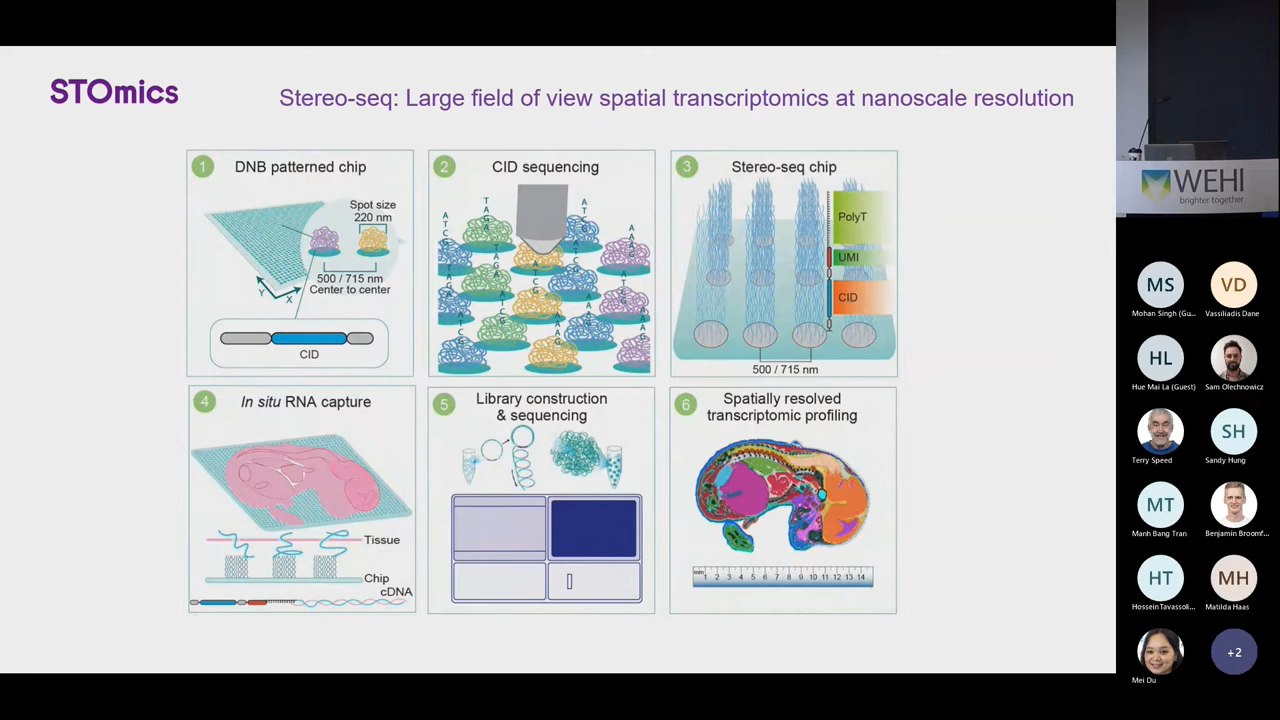 STOmics
Stereo-seq: Large field of view spatial transcriptomics at nanoscale resolution
1
DNB patterned chip
Spot size
220 nm
500 / 715 nm
Center to center
Y
X
CID
2
CID sequencing
3
Stereo-seq chip
PolyT
UMI
CID
500 / 715 nm
4
In situ RNA capture
Tissue
Chip
cDNA
5
Library construction
& sequencing
6
Spatially resolved
transcriptomic profiling
mm 1 2 3 4 5 6 7 8 9 10 11 12 13 14
WEHI
brighter together
MS
Mohan Singh (Gu...
VD
Vassiliadis Dane
HL
Hue Mai La (Guest)
Sam Olechnowicz
Terry Speed
SH
Sandy Hung
MT
Manh Bang Tran
Benjamin Broomf...
HT
Hossein Tavassoli...
MH
Matilda Haas
Mei Du
+2